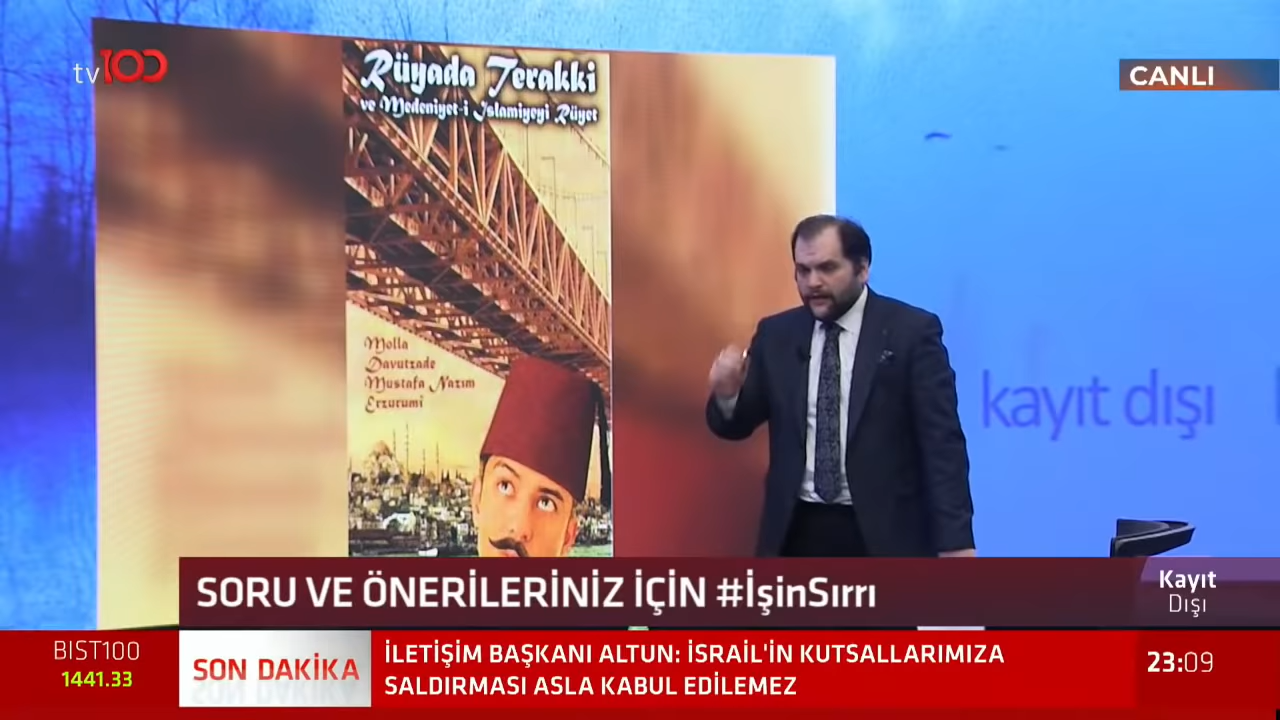 tv100
CANLI
Rüyada Terakki
ve Medeniyet-i İslamiyeyi Rüyet
Molla
Davutzade
Mustafa Nazım
Erzurumî
kayıt dışı
SORU VE ÖNERİLERİNİZ İÇİN #İşinSırrı
Kayıt
Dışı
BIST100
1441.33
SON DAKİKA
İLETİŞİM BAŞKANI ALTUN: İSRAİL'İN KUTSALLARIMIZA
SALDIRMASI ASLA KABUL EDİLEMEZ
23:09